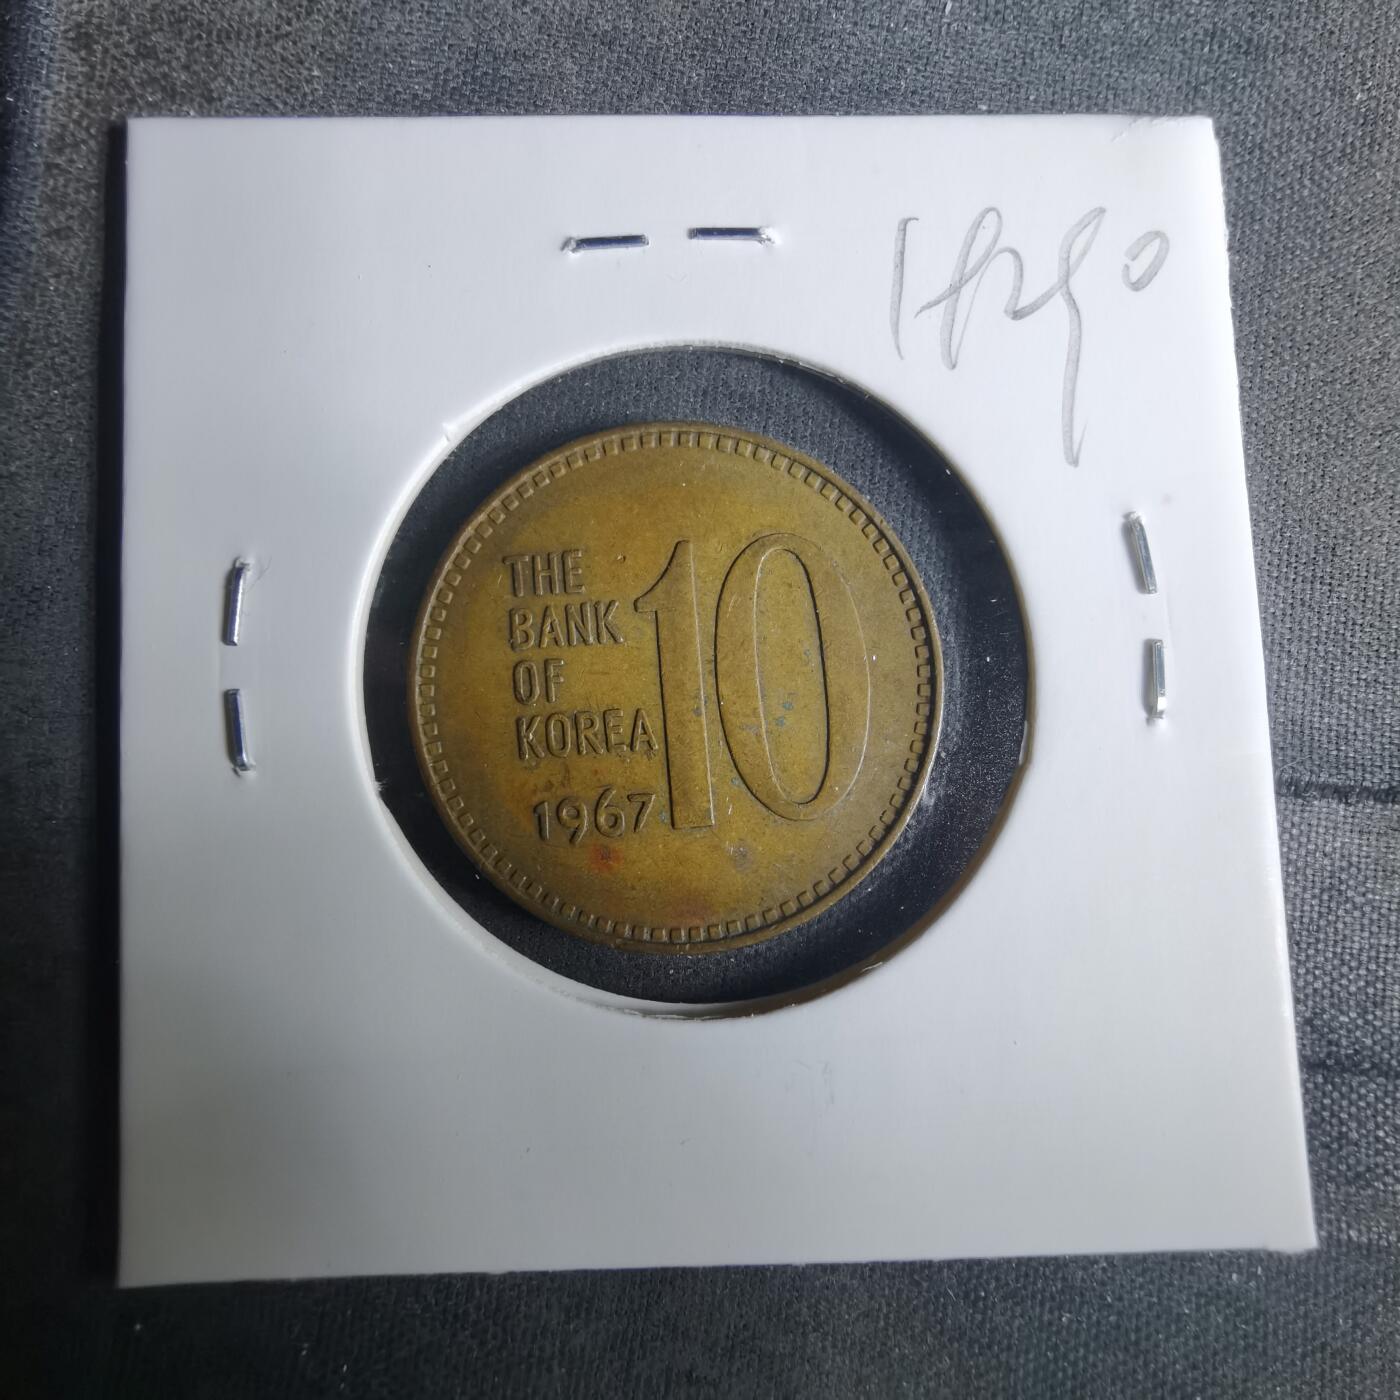 THE
BANK
OF
KOREA
1967
10